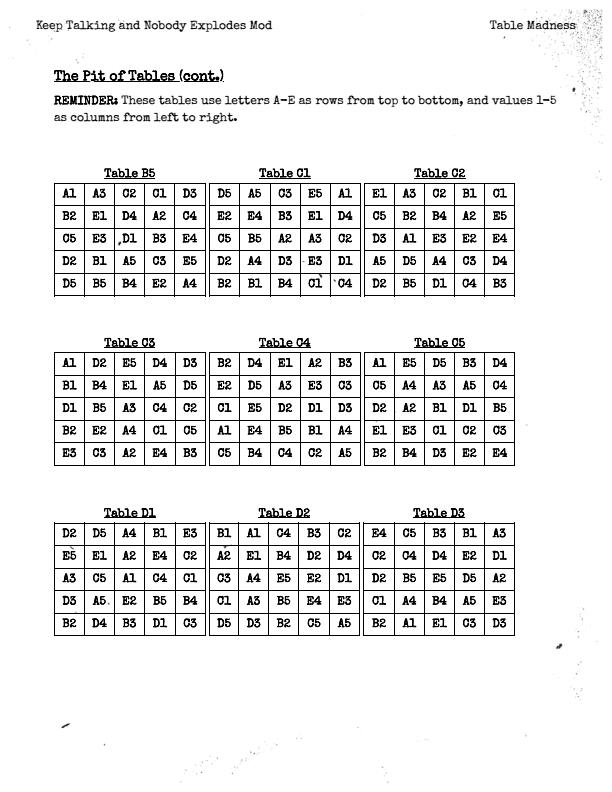 Keep Talking and Nobody Explodes Mod Table Madness
The Pit of Tables (cont.)
REMINDER: These tables use letters A-E as rows from top to bottom, and values 1-5
as columns from left to right.
Table B5 Table C1 Table C2
A1 A3 C2 C1 D3 D5 A5 C3 E5 A1 E1 A3 C2 B1 C1
B2 E1 D4 A2 C4 E2 E4 B3 E1 D4 C5 B2 B4 A2 E5
C5 E3 D1 B3 E4 C5 B5 A2 A3 C2 D3 A1 E3 E2 E4
D2 B1 A5 C3 E5 D2 A4 D3 E3 D1 A5 D5 A4 C3 D4
D5 B5 B4 E2 A4 B2 B1 B4 C1 C4 D2 B5 D1 C4 B3
Table C3 Table C4 Table C5
A1 D2 E5 D4 D3 B2 D4 E1 A2 B3 A1 E5 D5 B3 D4
B1 B4 E1 A5 D5 E2 D5 A3 E3 C3 C5 A4 A3 A5 C4
D1 B5 A3 C4 C2 C1 E5 D2 D1 D3 D2 A2 B1 D1 B5
B2 E2 A4 C1 C5 A1 E4 B5 B1 A4 E1 E3 C1 C2 C3
E3 C3 A2 E4 B3 C5 B4 C4 C2 A5 B2 B4 D3 E2 E4
Table D1 Table D2 Table D3
D2 D5 A4 B1 E3 B1 A1 C4 B3 C2 E4 C5 B3 B1 A3
E5 E1 A2 E4 C2 A2 E1 B4 D2 D4 C2 C4 D4 E2 D1
A3 C5 A1 C4 C1 C3 A4 E5 E2 D1 D2 B5 E5 D5 A2
D3 A5 E2 B5 B4 C1 A3 B5 E4 E3 C1 A4 B4 A5 E3
B2 D4 B3 D1 C3 D5 D3 B2 C5 A5 B2 A1 E1 C3 D3